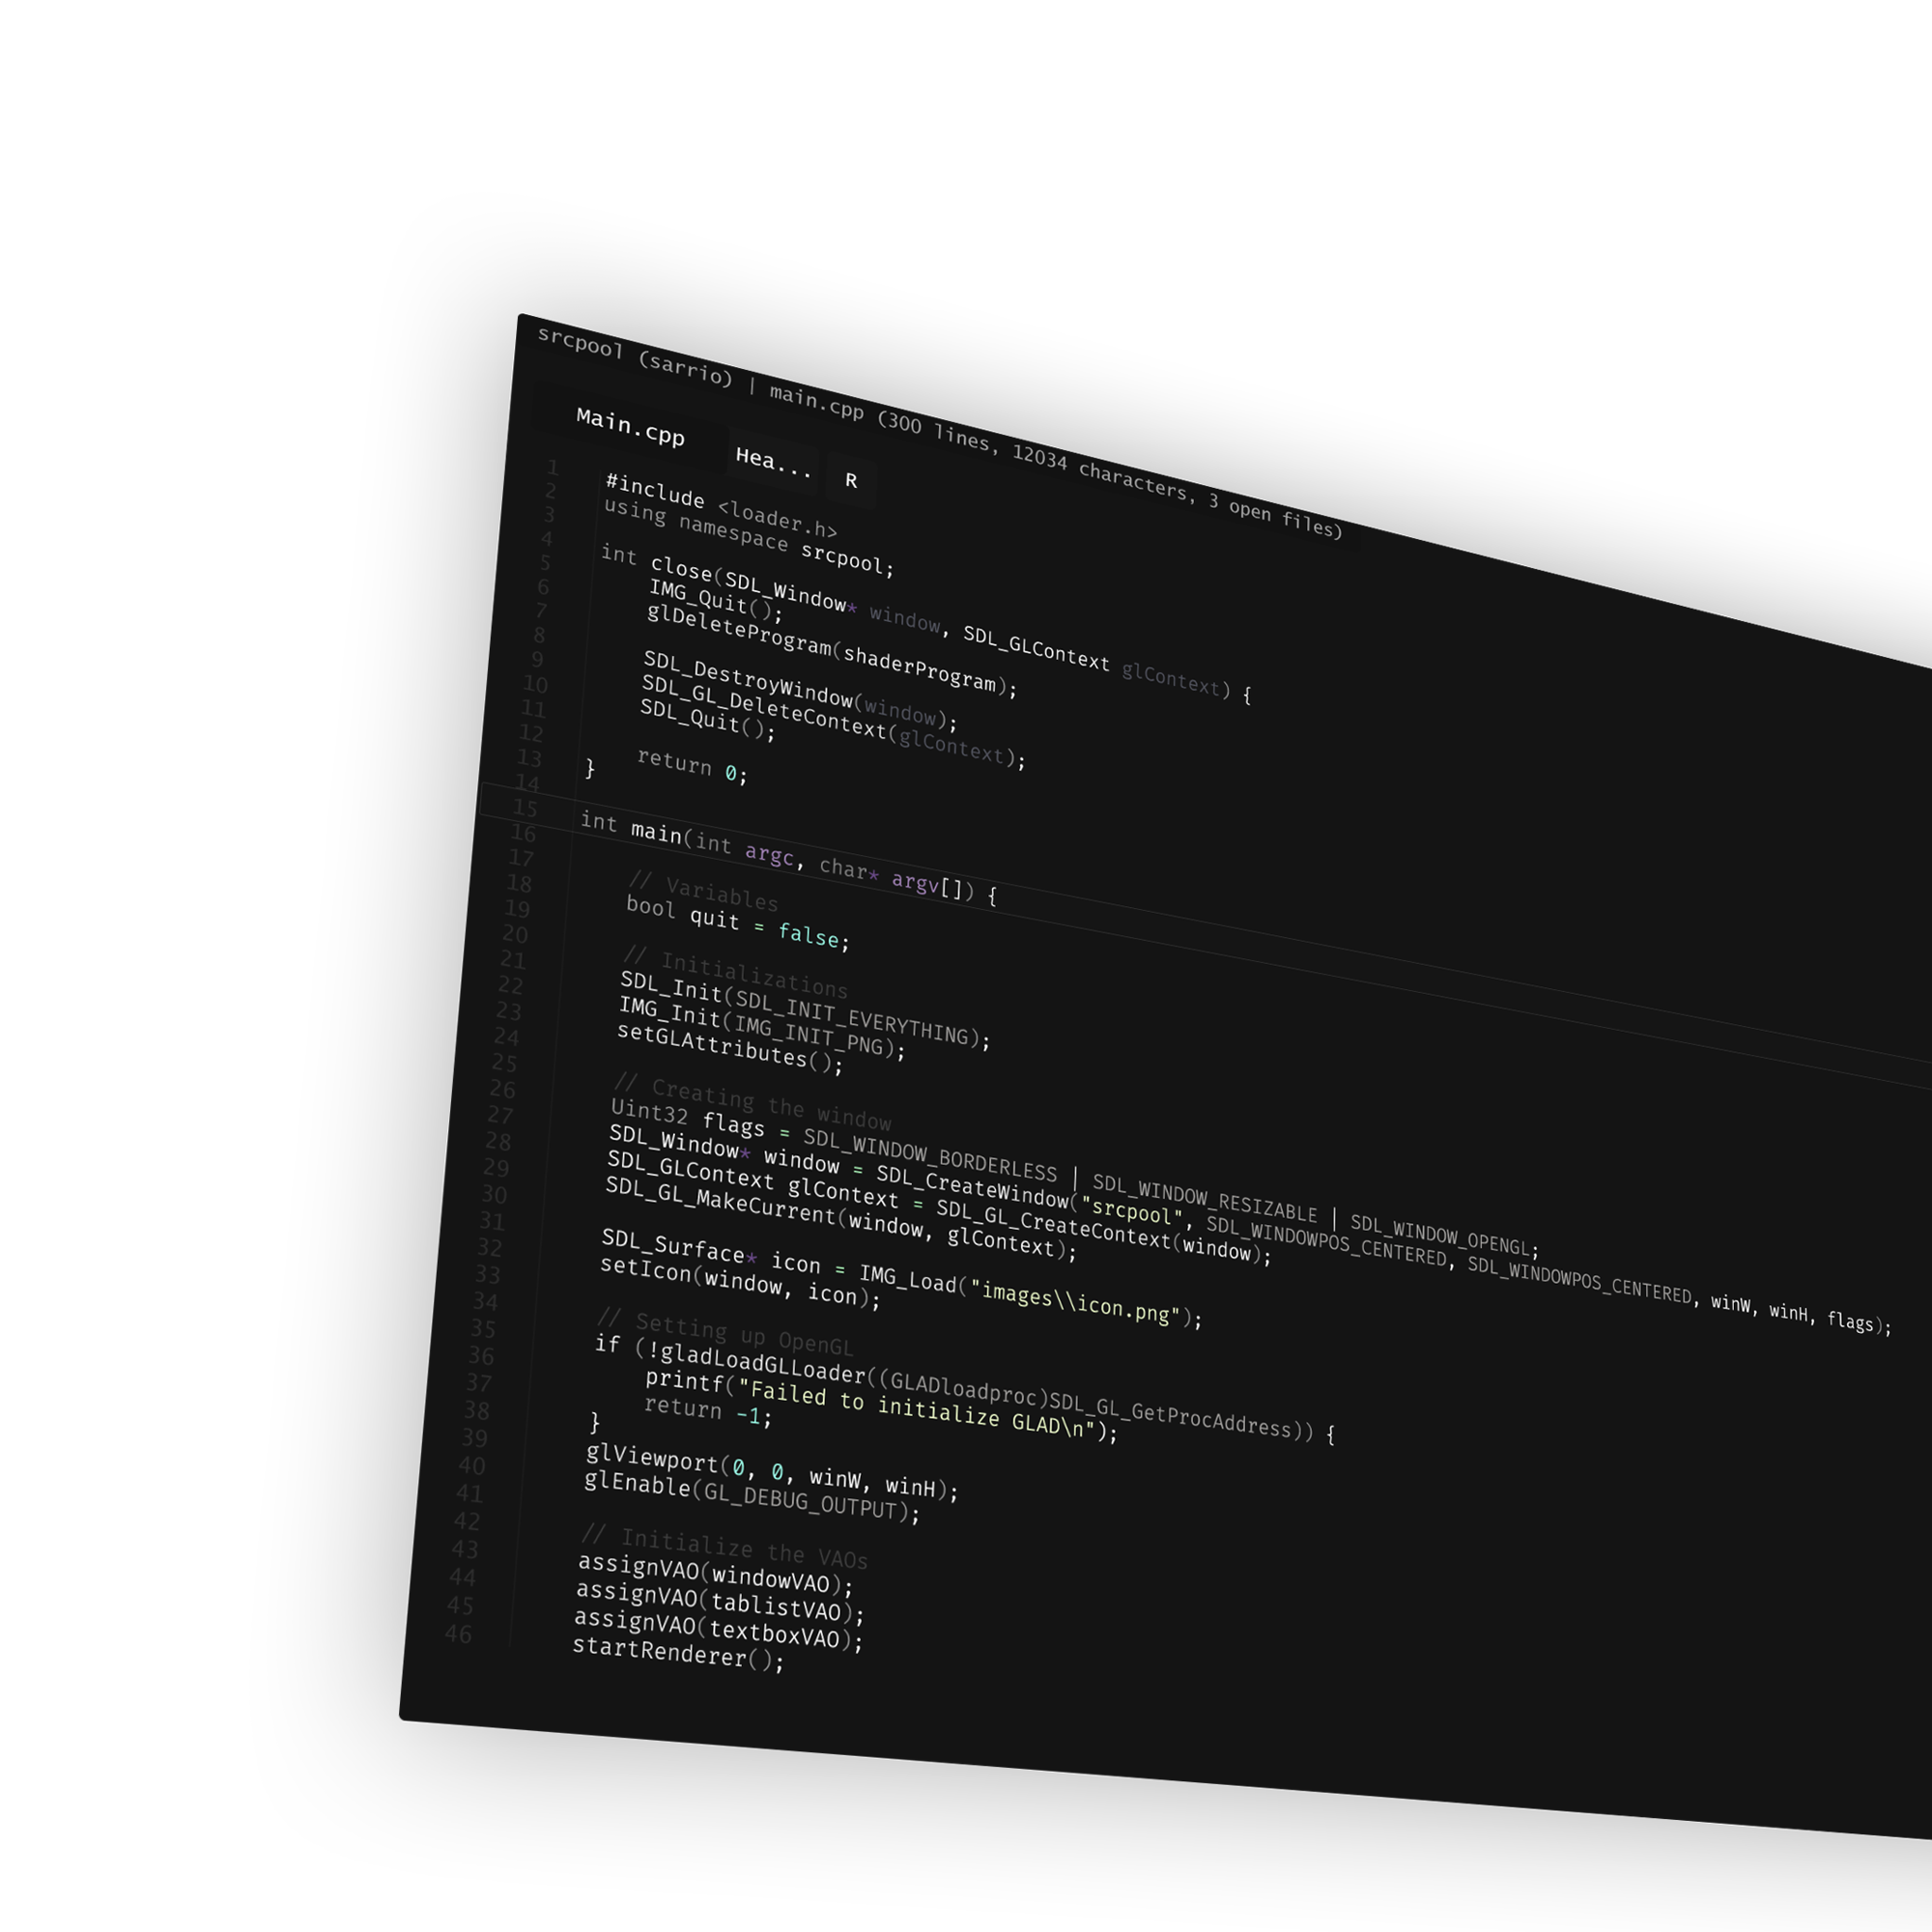 srcpool (sarrio) | main.cpp (300 lines, 12034 characters, 3 open files)
Main.cpp Hea... R
1 #include <loader.h>
2 using namespace srcpool;
3
4 int close(SDL_Window* window, SDL_GLContext glContext) {
5 IMG_Quit();
6 glDeleteProgram(shaderProgram);
7
8 SDL_DestroyWindow(window);
9 SDL_GL_DeleteContext(glContext);
10 SDL_Quit();
11
12 return 0;
13 }
14
15 int main(int argc, char* argv[]) {
16
17 // Variables
18 bool quit = false;
19
20 // Initializations
21 SDL_Init(SDL_INIT_EVERYTHING);
22 IMG_Init(IMG_INIT_PNG);
23 setGLAttributes();
24
25 // Creating the window
26 Uint32 flags = SDL_WINDOW_BORDERLESS | SDL_WINDOW_RESIZABLE | SDL_WINDOW_OPENGL;
27 SDL_Window* window = SDL_CreateWindow("srcpool", SDL_WINDOWPOS_CENTERED, SDL_WINDOWPOS_CENTERED, winW, winH, flags);
28 SDL_GLContext glContext = SDL_GL_CreateContext(window);
29 SDL_GL_MakeCurrent(window, glContext);
30
31 SDL_Surface* icon = IMG_Load("images\\icon.png");
32 setIcon(window, icon);
33
34 // Setting up OpenGL
35 if (!gladLoadGLLoader((GLADloadproc)SDL_GL_GetProcAddress)) {
36 printf("Failed to initialize GLAD\n");
37 return -1;
38 }
39 glViewport(0, 0, winW, winH);
40 glEnable(GL_DEBUG_OUTPUT);
41
42 // Initialize the VAOs
43 assignVAO(windowVAO);
44 assignVAO(tablistVAO);
45 assignVAO(textboxVAO);
46 startRenderer();